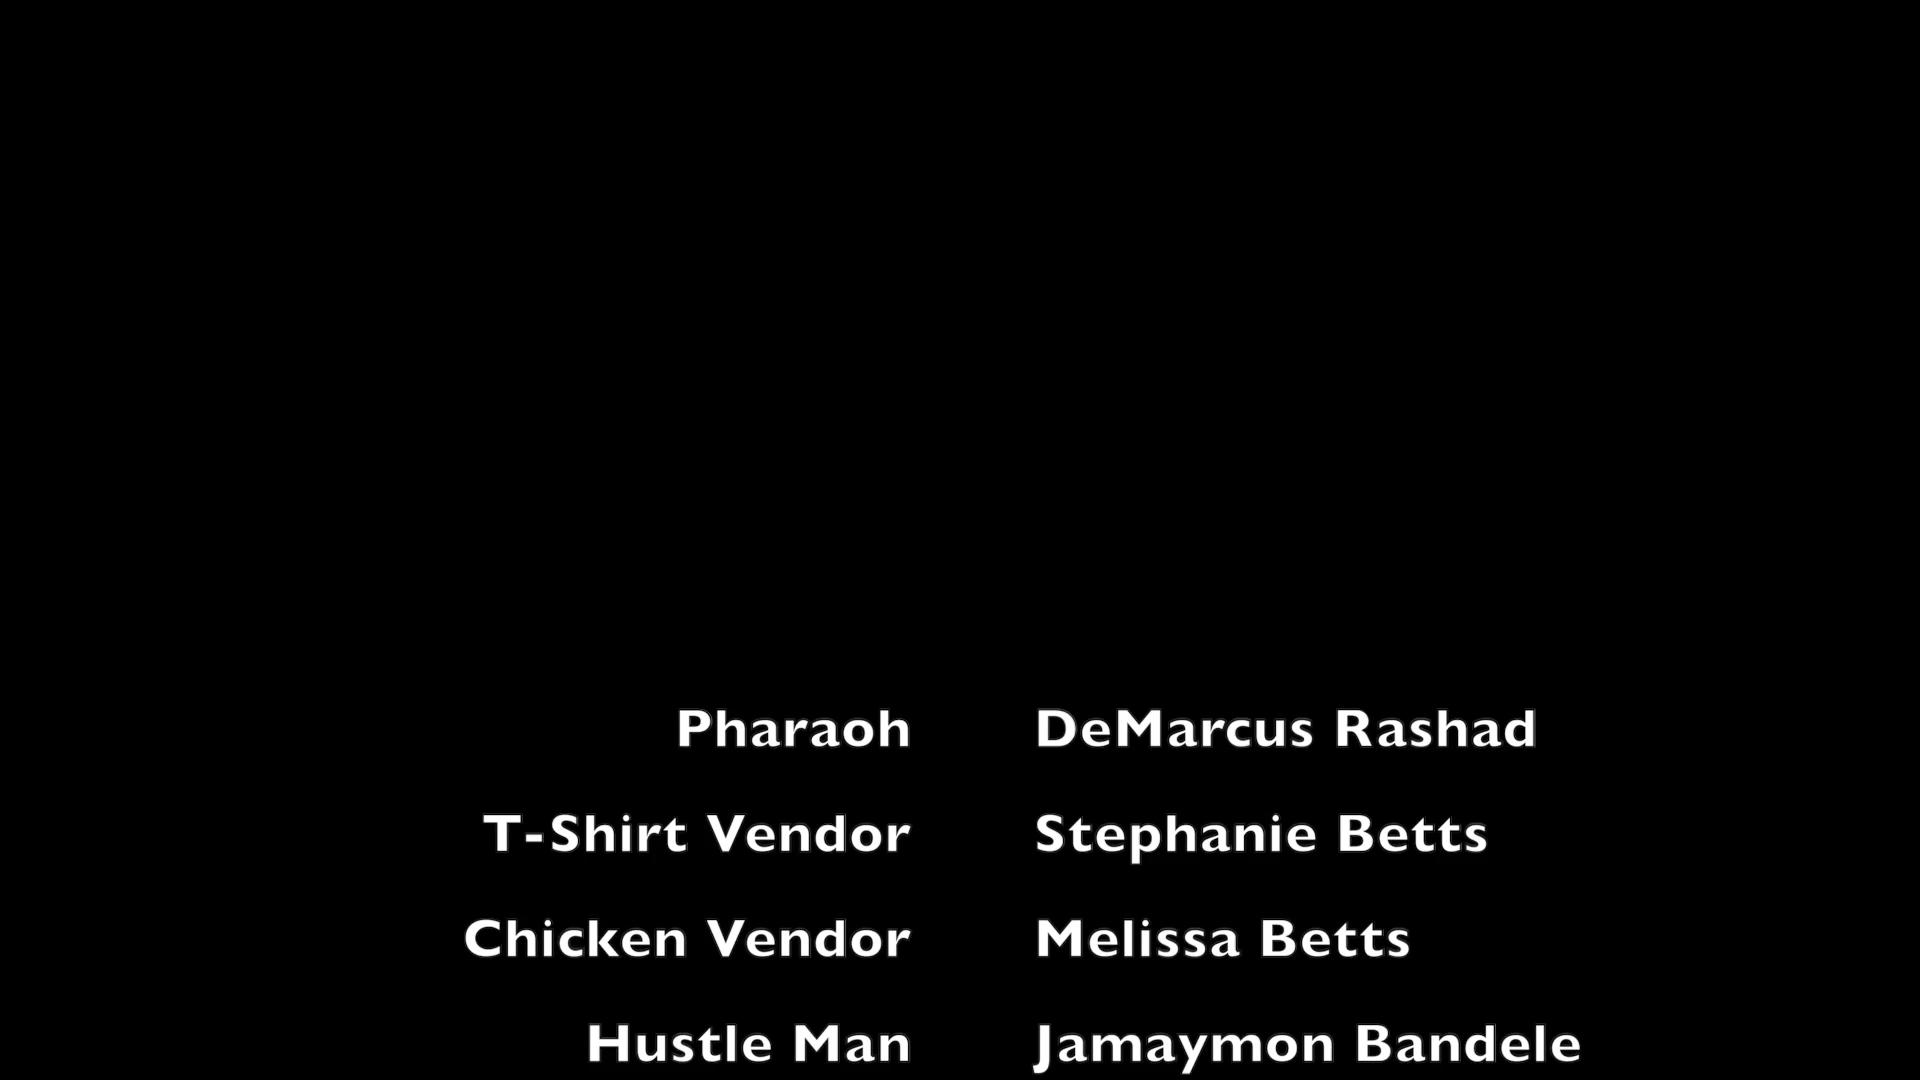 Pharaoh DeMarcus Rashad
T-Shirt Vendor Stephanie Betts
Chicken Vendor Melissa Betts
Hustle Man Jamaymon Bandele